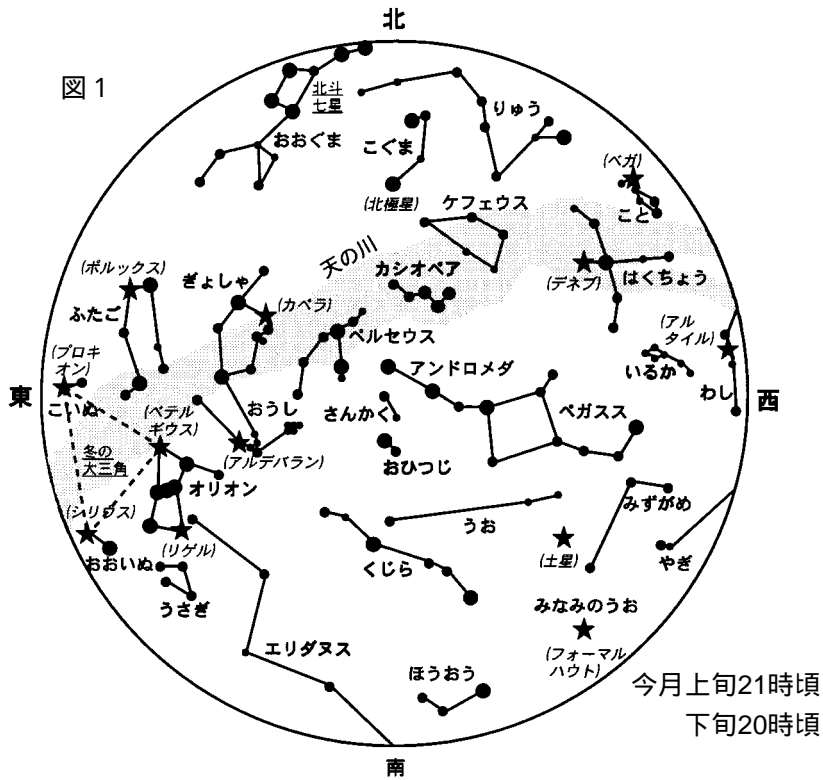 北
図1
北斗
七星
りゅう
おおぐま
こぐま
(ベガ)
(北極星)
ケフェウス
こと
天の川
(ポルックス)
ぎょしゃ
カシオペア
(デネブ)
はくちょう
ふたご
(カペラ)
(アル
タイル)
ペルセウス
(プロキ
オン)
アンドロメダ
いるか
わし
東
こいぬ
(ベテル
ギウス)
おうし
さんかく
ペガスス
西
冬の
大三角
(アルデバラン)
おひつじ
オリオン
みずがめ
(シリウス)
うお
(リゲル)
おおいぬ
くじら
(土星)
やぎ
うさぎ
みなみのうお
エリダヌス
(フォーマル
ハウト)
ほうおう
今月上旬21時頃
下旬20時頃
南